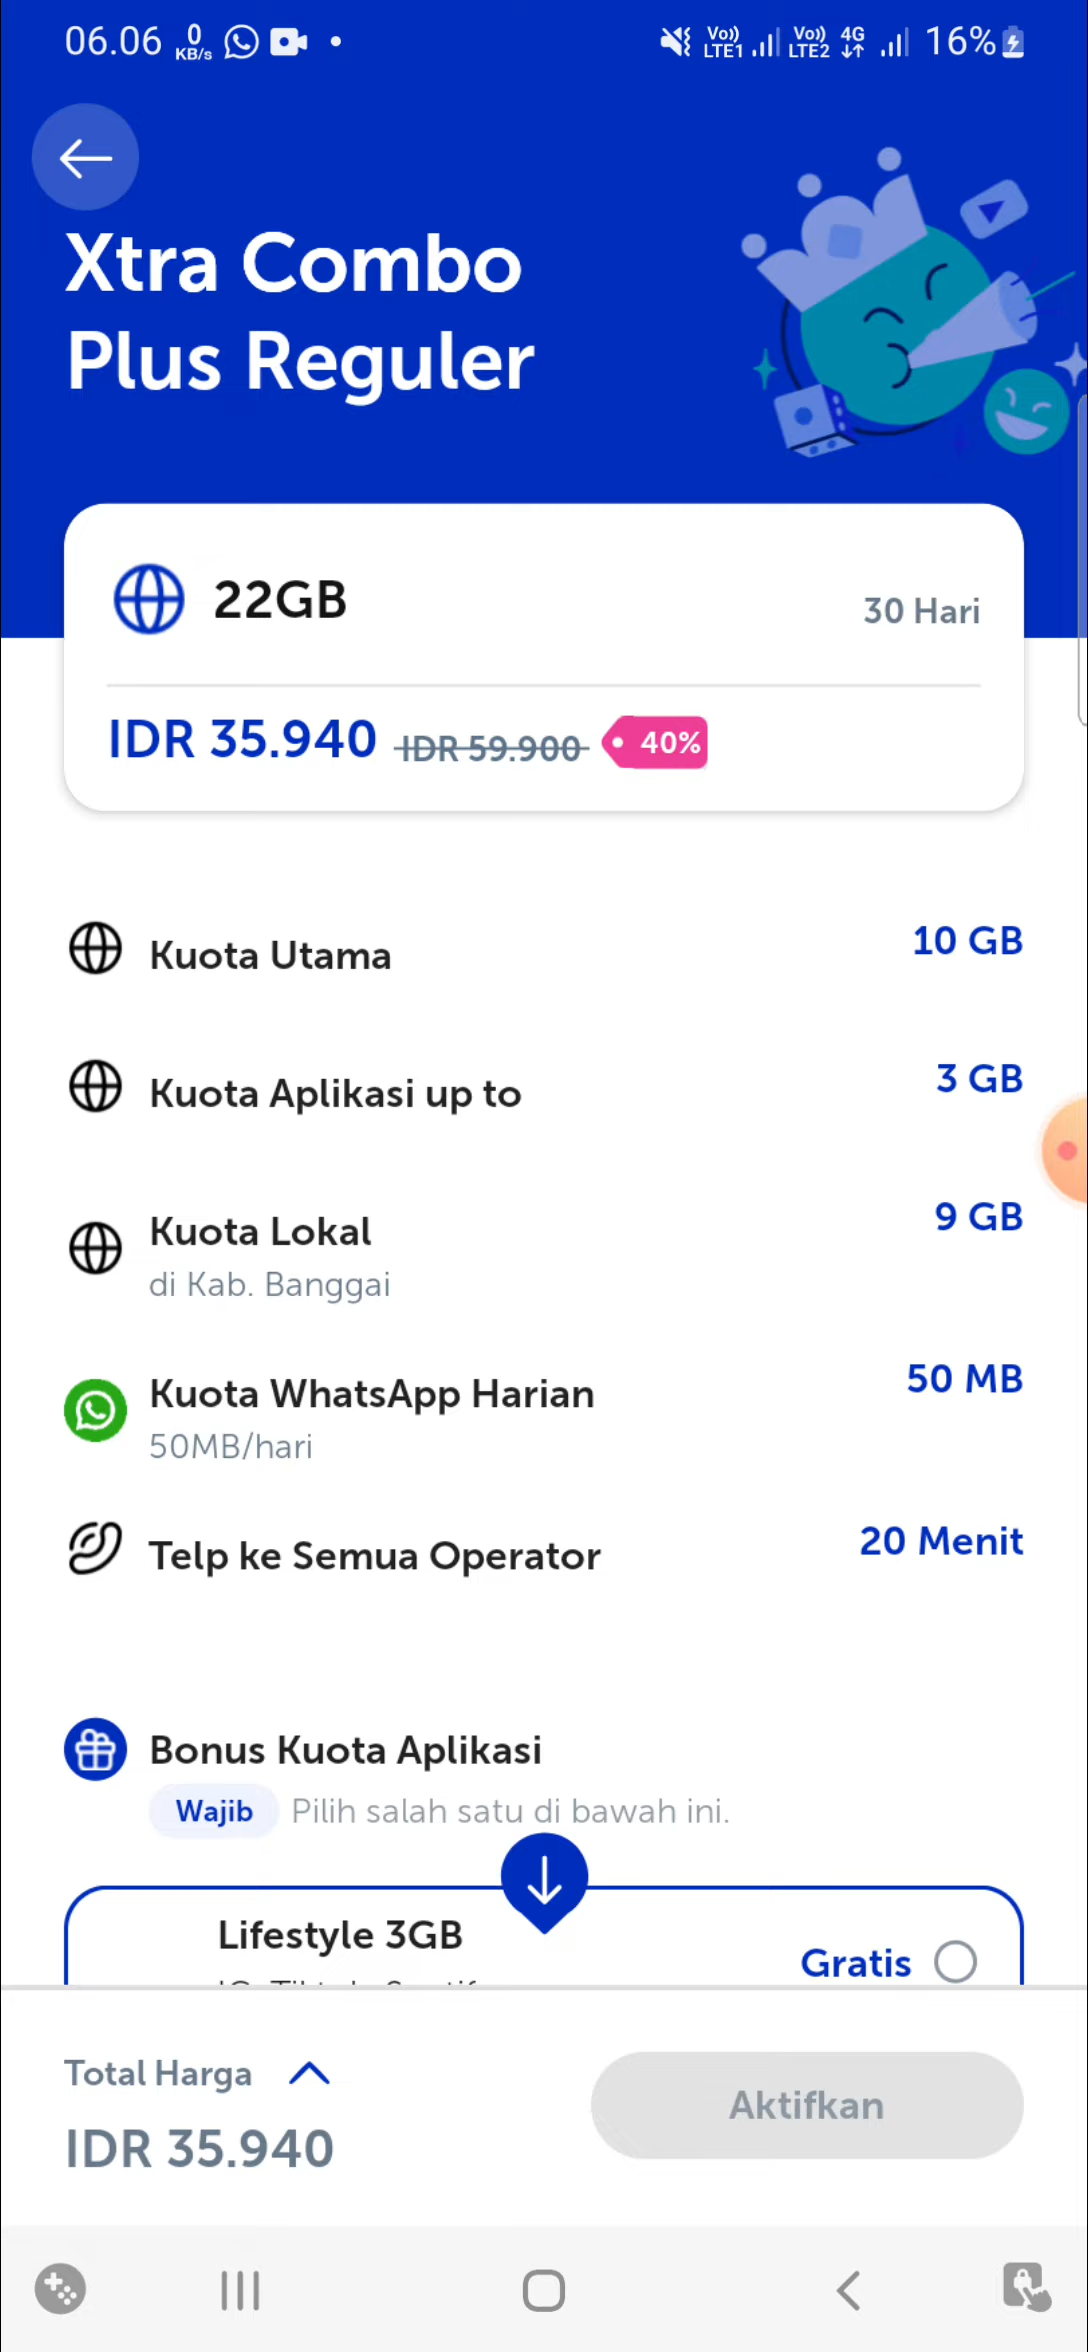 06.06 0 KB/s Vo)) LTE1 Vo)) LTE2 4G 16%
Xtra Combo
Plus Reguler
22GB 30 Hari
IDR 35.940 IDR 59.900 40%
Kuota Utama 10 GB
Kuota Aplikasi up to 3 GB
Kuota Lokal 9 GB
di Kab. Banggai
Kuota WhatsApp Harian 50 MB
50MB/hari
Telp ke Semua Operator 20 Menit
Bonus Kuota Aplikasi
Wajib Pilih salah satu di bawah ini.
Lifestyle 3GB
Gratis
Total Harga
IDR 35.940
Aktifkan